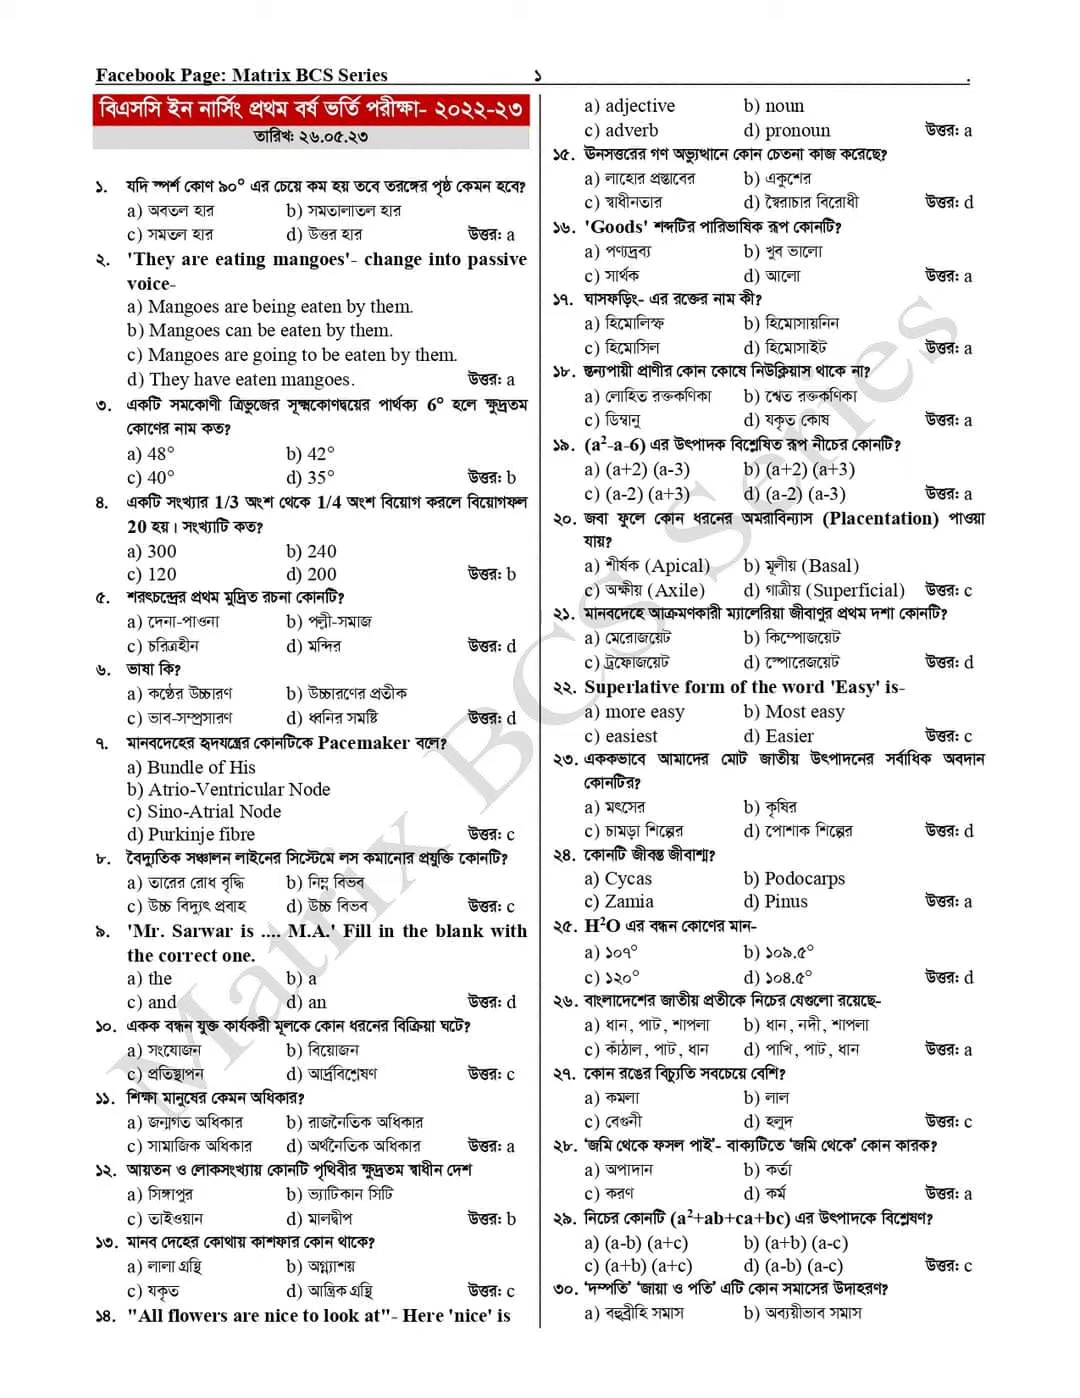 Facebook Page: Matrix BCS Series ১ .
বিএসসি ইন নার্সিং প্রথম বর্ষ ভর্তি পরীক্ষা- ২০২২-২৩
তারিখ: ২৬.০৫.২৩
১. যদি স্পর্শ কোণ ৯০° এর চেয়ে কম হয় তবে তরঙ্গের পৃষ্ঠ কেমন হবে?
a) অবতল হার b) সমতালাতল হার
c) সমতল হার d) উত্তর হার উত্তর: a
২. 'They are eating mangoes'- change into passive
voice-
a) Mangoes are being eaten by them.
b) Mangoes can be eaten by them.
c) Mangoes are going to be eaten by them.
d) They have eaten mangoes. উত্তর: a
৩. একটি সমকোণী ত্রিভুজের সূক্ষ্মকোণদ্বয়ের পার্থক্য 6° হলে ক্ষুদ্রতম
কোণের নাম কত?
a) 48° b) 42°
c) 40° d) 35° উত্তর: b
৪. একটি সংখ্যার 1/3 অংশ থেকে 1/4 অংশ বিয়োগ করলে বিয়োগফল
20 হয়। সংখ্যাটি কত?
a) 300 b) 240
c) 120 d) 200 উত্তর: b
৫. শরৎচন্দ্রের প্রথম মুদ্রিত রচনা কোনটি?
a) দেনা-পাওনা b) পল্লী-সমাজ
c) চরিত্রহীন d) মন্দির উত্তর: d
৬. ভাষা কি?
a) কণ্ঠের উচ্চারণ b) উচ্চারণের প্রতীক
c) ভাব-সম্প্রসারণ d) ধ্বনির সমষ্টি উত্তর: d
৭. মানবদেহের হৃদযন্ত্রের কোনটিকে Pacemaker বলে?
a) Bundle of His
b) Atrio-Ventricular Node
c) Sino-Atrial Node
d) Purkinje fibre উত্তর: c
৮. বৈদ্যুতিক সঞ্চালন লাইনের সিস্টেমে লস কমানোর প্রযুক্তি কোনটি?
a) তারের রোধ বৃদ্ধি b) নিম্ন বিভব
c) উচ্চ বিদ্যুৎ প্রবাহ d) উচ্চ বিভব উত্তর: c
৯. 'Mr. Sarwar is .... M.A.' Fill in the blank with
the correct one.
a) the b) a
c) and d) an উত্তর: d
১০. একক বন্ধন যুক্ত কার্যকরী মূলকে কোন ধরনের বিক্রিয়া ঘটে?
a) সংযোজন b) বিয়োজন
c) প্রতিস্থাপন d) আর্দ্রবিশ্লেষণ উত্তর: c
১১. শিক্ষা মানুষের কেমন অধিকার?
a) জন্মগত অধিকার b) রাজনৈতিক অধিকার
c) সামাজিক অধিকার d) অর্থনৈতিক অধিকার উত্তর: a
১২. আয়তন ও লোকসংখ্যায় কোনটি পৃথিবীর ক্ষুদ্রতম স্বাধীন দেশ
a) সিঙ্গাপুর b) ভ্যাটিকান সিটি
c) তাইওয়ান d) মালদ্বীপ উত্তর: b
১৩. মানব দেহের কোথায় কাশফার কোন থাকে?
a) লালা গ্রন্থি b) অগ্ন্যাশয়
c) যকৃত d) আন্ত্রিক গ্রন্থি উত্তর: c
১৪. "All flowers are nice to look at"- Here 'nice' is
a) adjective b) noun
c) adverb d) pronoun উত্তর: a
১৫. ঊনসত্তরের গণ অভ্যুত্থানে কোন চেতনা কাজ করেছে?
a) লাহোর প্রস্তাবের b) একুশের
c) স্বাধীনতার d) স্বৈরাচার বিরোধী উত্তর: d
১৬. 'Goods' শব্দটির পারিভাষিক রূপ কোনটি?
a) পণ্যদ্রব্য b) খুব ভালো
c) সার্থক d) আলো উত্তর: a
১৭. ঘাসফড়িং- এর রক্তের নাম কী?
a) হিমোলিম্ফ b) হিমোসায়নিন
c) হিমোসিল d) হিমোসাইট উত্তর: a
১৮. স্তন্যপায়ী প্রাণীর কোন কোষে নিউক্লিয়াস থাকে না?
a) লোহিত রক্তকণিকা b) শ্বেত রক্তকণিকা
c) ডিম্বানু d) যকৃত কোষ উত্তর: a
১৯. (a²-a-6) এর উৎপাদক বিশ্লেষিত রূপ নীচের কোনটি?
a) (a+2) (a-3) b) (a+2) (a+3)
c) (a-2) (a+3) d) (a-2) (a-3) উত্তর: a
২০. জবা ফুলে কোন ধরনের অমরাবিন্যাস (Placentation) পাওয়া
যায়?
a) শীর্ষক (Apical) b) মূলীয় (Basal)
c) অক্ষীয় (Axile) d) গাত্রীয় (Superficial) উত্তর: c
২১. মানবদেহে আক্রমণকারী ম্যালেরিয়া জীবাণুর প্রথম দশা কোনটি?
a) মেরোজয়েট b) কিম্পোজয়েট
c) ট্রফোজয়েট d) স্পোরেজয়েট উত্তর: d
২২. Superlative form of the word 'Easy' is-
a) more easy b) Most easy
c) easiest d) Easier উত্তর: c
২৩. এককভাবে আমাদের মোট জাতীয় উৎপাদনের সর্বাধিক অবদান
কোনটির?
a) মৎসের b) কৃষির
c) চামড়া শিল্পের d) পোশাক শিল্পের উত্তর: d
২৪. কোনটি জীবন্ত জীবাশ্ম?
a) Cycas b) Podocarps
c) Zamia d) Pinus উত্তর: a
২৫. H²O এর বন্ধন কোণের মান-
a) ১০৭° b) ১০৯.৫°
c) ১২০° d) ১০৪.৫° উত্তর: d
২৬. বাংলাদেশের জাতীয় প্রতীকে নিচের যেগুলো রয়েছে-
a) ধান, পাট, শাপলা b) ধান, নদী, শাপলা
c) কাঁঠাল, পাট, ধান d) পাখি, পাট, ধান উত্তর: a
২৭. কোন রঙের বিচ্যুতি সবচেয়ে বেশি?
a) কমলা b) লাল
c) বেগুনী d) হলুদ উত্তর: c
২৮. 'জমি থেকে ফসল পাই'- বাক্যটিতে 'জমি থেকে' কোন কারক?
a) অপাদান b) কর্তা
c) করণ d) কর্ম উত্তর: a
২৯. নিচের কোনটি (a²+ab+ca+bc) এর উৎপাদকে বিশ্লেষণ?
a) (a-b) (a+c) b) (a+b) (a-c)
c) (a+b) (a+c) d) (a-b) (a-c) উত্তর: c
৩০. 'দম্পতি' 'জায়া ও পতি' এটি কোন সমাসের উদাহরণ?
a) বহুব্রীহি সমাস b) অব্যয়ীভাব সমাস
Matrix BCS Series